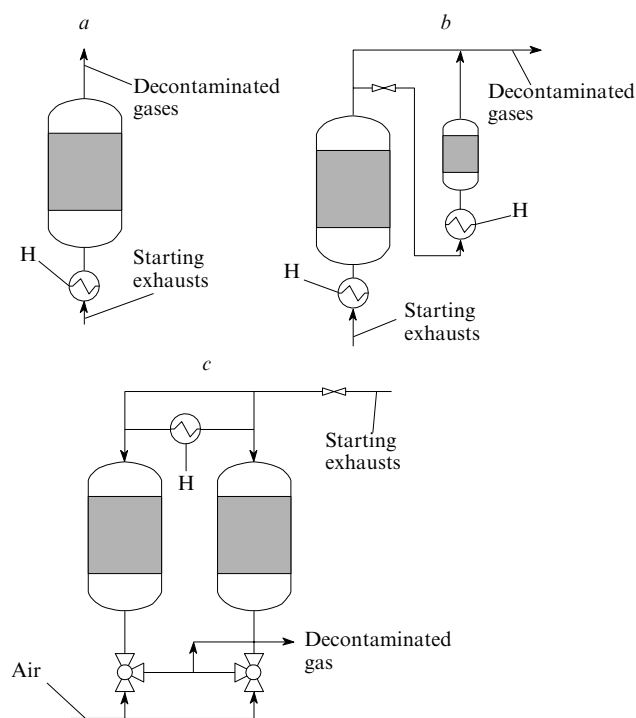 a
Decontaminated
gases
H
Starting
exhausts
b
Decontaminated
gases
H
H
Starting
exhausts
c
Starting
exhausts
H
Decontaminated
gas
Air